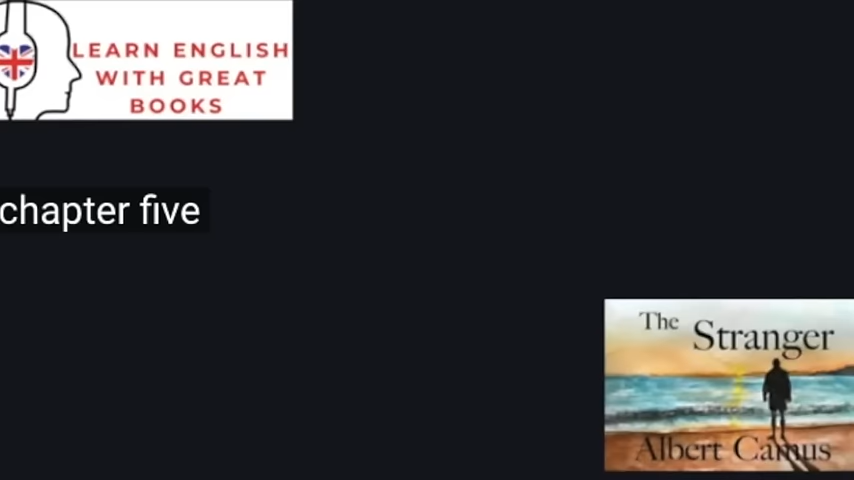 LEARN ENGLISH
WITH GREAT
BOOKS
chapter five
The Stranger
Albert Camus